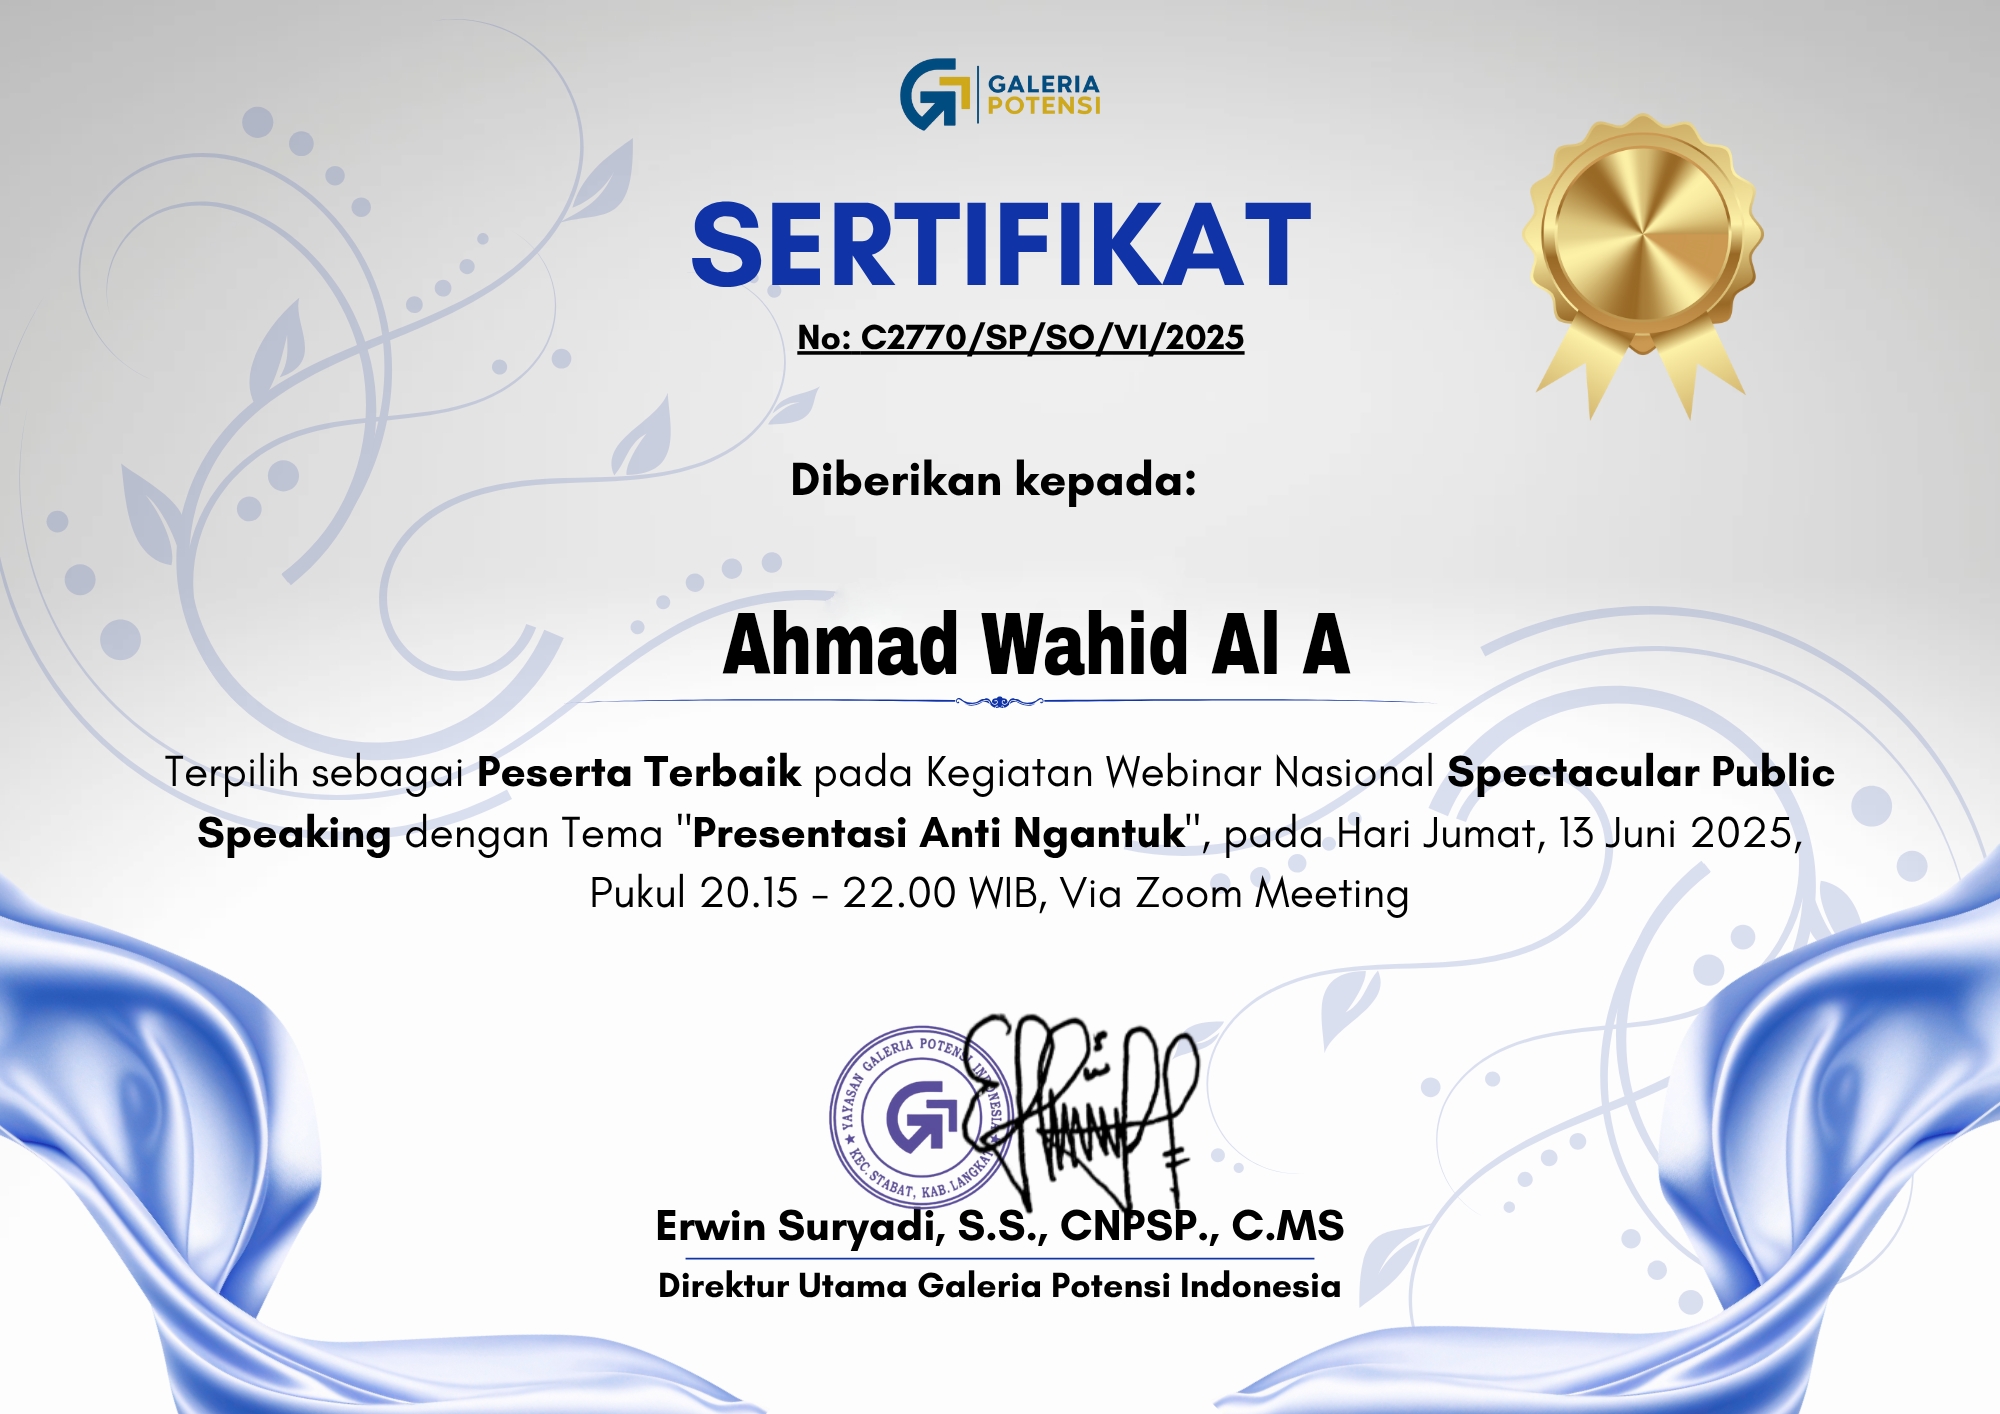 GALERIA
POTENSI
SERTIFIKAT
No: C2770/SP/SO/VI/2025
Diberikan kepada:
Ahmad Wahid Al A
Terpilih sebagai Peserta Terbaik pada Kegiatan Webinar Nasional Spectacular Public
Speaking dengan Tema "Presentasi Anti Ngantuk", pada Hari Jumat, 13 Juni 2025,
Pukul 20.15 - 22.00 WIB, Via Zoom Meeting
YAYASAN GALERIA POTENSI INDONESIA
KEC. STABAT, KAB. LANGKAT
Erwin Suryadi, S.S., CNPSP., C.MS
Direktur Utama Galeria Potensi Indonesia